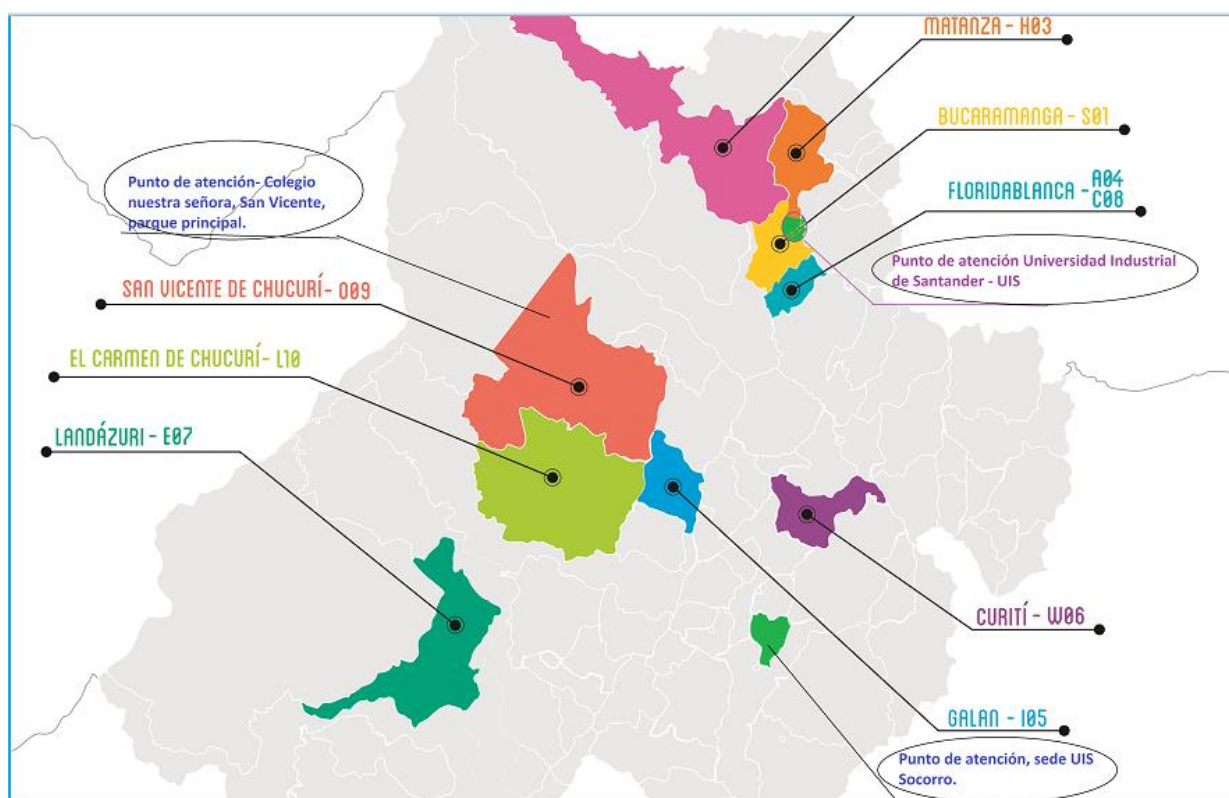 MATANZA - H03
BUCARAMANGA - S01
FLORIDABLANCA - A04
C08
Punto de atención- Colegio
nuestra señora, San Vicente,
parque principal.
Punto de atención Universidad Industrial
de Santander - UIS
SAN VICENTE DE CHUCURÍ- O09
EL CARMEN DE CHUCURÍ- L10
LANDÁZURI - E07
CURITÍ - W06
GALAN - I05
Punto de atención, sede UIS
Socorro.